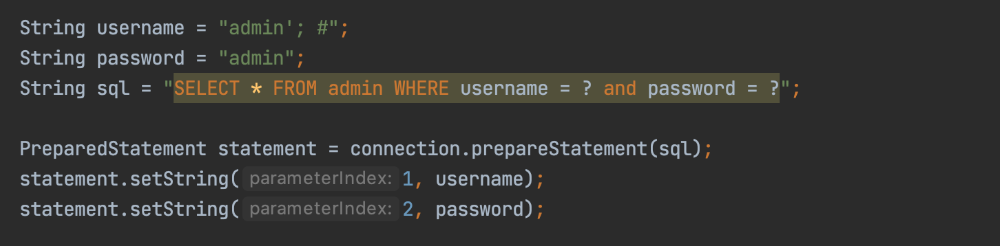 String username = "admin'; #";
String password = "admin";
String sql = "SELECT * FROM admin WHERE username = ? and password = ?";
PreparedStatement statement = connection.prepareStatement(sql);
statement.setString( parameterIndex: 1, username);
statement.setString( parameterIndex: 2, password);